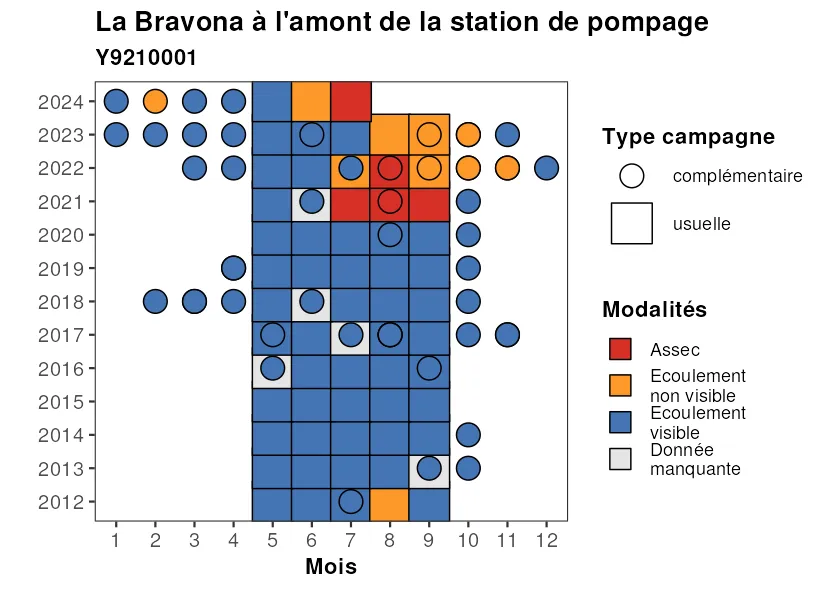 La Bravona à l'amont de la station de pompage
Y9210001
2024
2023
2022
2021
2020
2019
2018
2017
2016
2015
2014
2013
2012
1 2 3 4 5 6 7 8 9 10 11 12
Mois
Type campagne
complémentaire
usuelle
Modalités
Assec
Ecoulement
non visible
Ecoulement
visible
Donnée
manquante